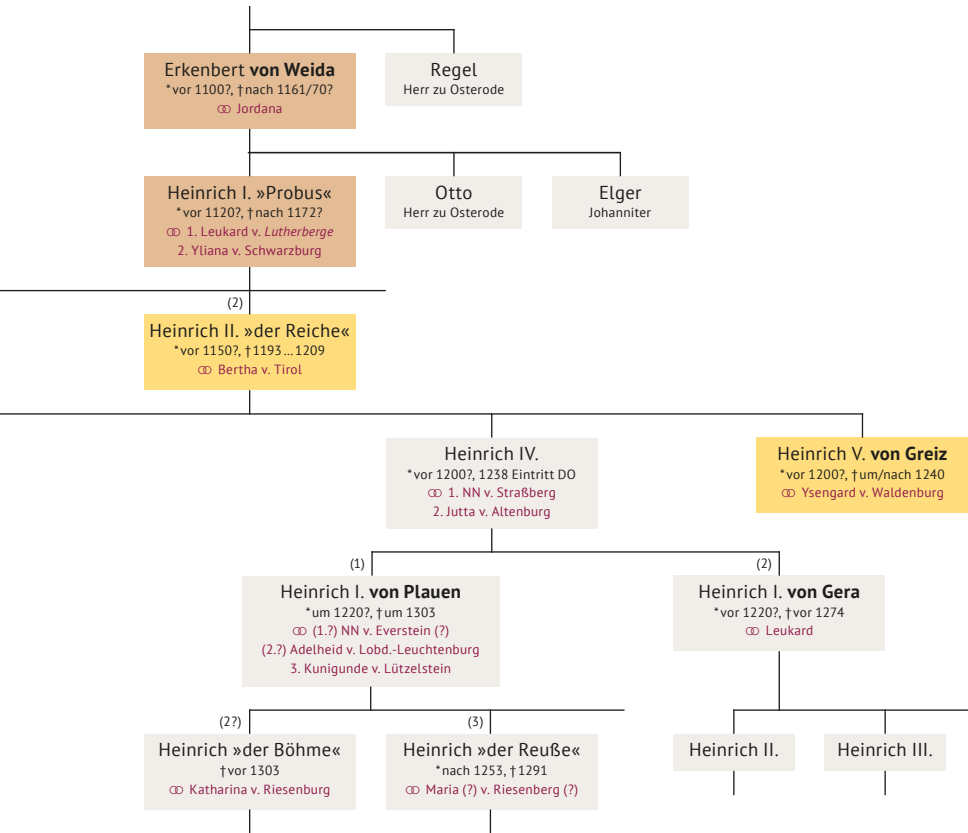 Erkenbert von Weida
*vor 1100?, †nach 1161/70?
⚭ Jordana
Regel
Herr zu Osterode
Heinrich I. »Probus«
*vor 1120?, †nach 1172?
⚭ 1. Leukard v. Lutherberge
2. Yliana v. Schwarzburg
Otto
Herr zu Osterode
Elger
Johanniter
(2)
Heinrich II. »der Reiche«
*vor 1150?, †1193...1209
⚭ Bertha v. Tirol
Heinrich IV.
*vor 1200?, 1238 Eintritt DO
⚭ 1. NN v. Straßberg
2. Jutta v. Altenburg
Heinrich V. von Greiz
*vor 1200?, †um/nach 1240
⚭ Ysengard v. Waldenburg
(1)
Heinrich I. von Plauen
*um 1220?, †um 1303
⚭ (1.?) NN v. Everstein (?)
(2.?) Adelheid v. Lobd.-Leuchtenburg
3. Kunigunde v. Lützelstein
(2)
Heinrich I. von Gera
*vor 1220?, †vor 1274
⚭ Leukard
(2?)
Heinrich »der Böhme«
†vor 1303
⚭ Katharina v. Riesenburg
(3)
Heinrich »der Reuße«
*nach 1253, †1291
⚭ Maria (?) v. Riesenberg (?)
Heinrich II.
Heinrich III.